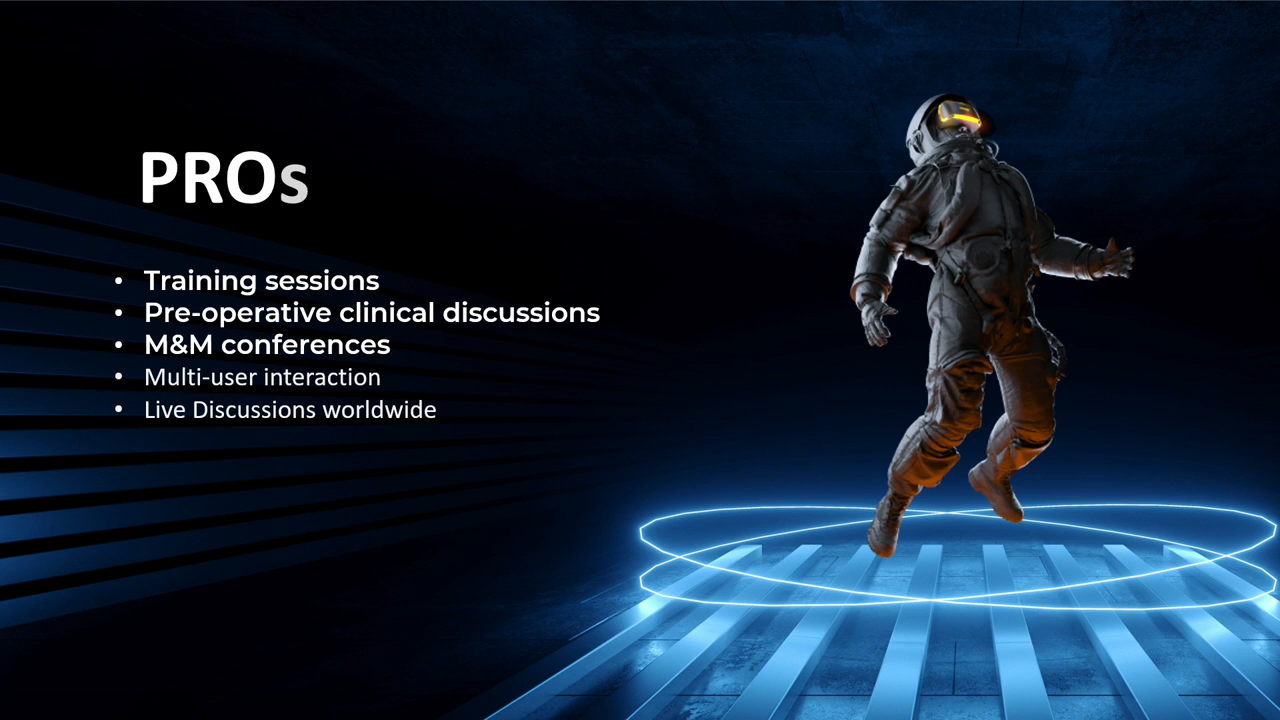 PROs
• Training sessions
• Pre-operative clinical discussions
• M&M conferences
• Multi-user interaction
• Live Discussions worldwide